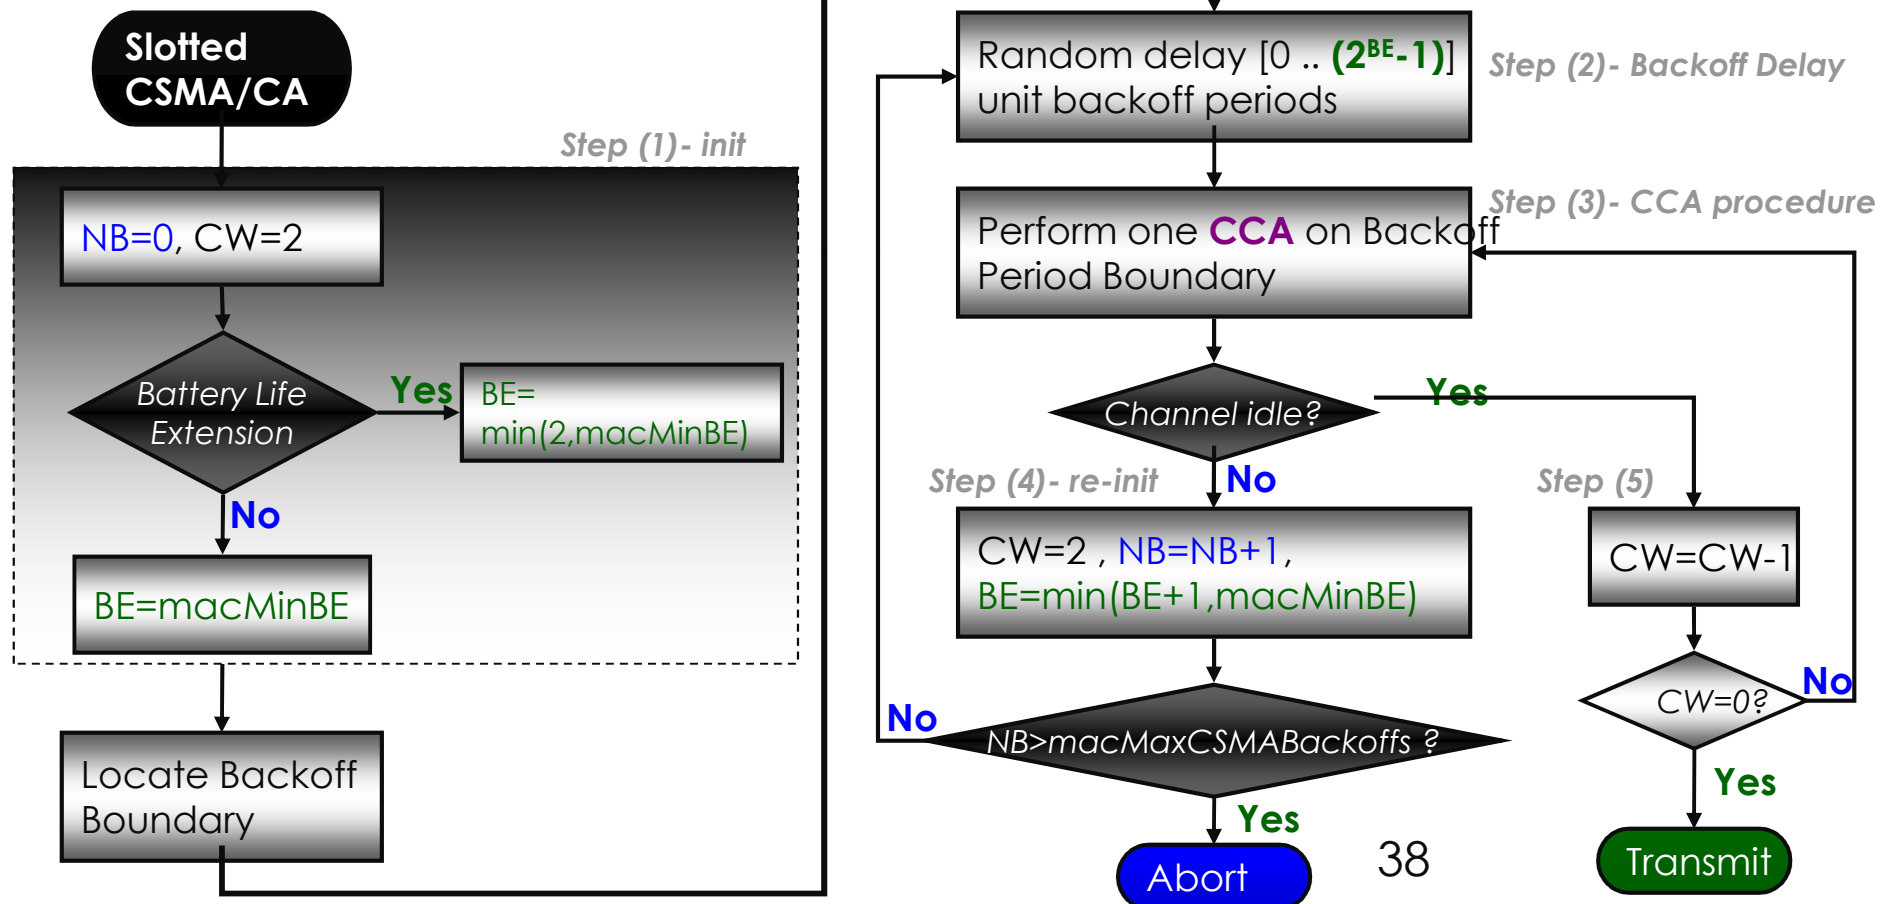 Slotted
CSMA/CA
Step (1)- init
NB=0, CW=2
Battery Life
Extension
Yes
BE=
min(2,macMinBE)
No
BE=macMinBE
Locate Backoff
Boundary
Random delay [0 .. (2^BE-1)]
unit backoff periods
Step (2)- Backoff Delay
Step (3)- CCA procedure
Perform one CCA on Backoff
Period Boundary
Channel idle?
Yes
No
Step (4)- re-init
CW=2 , NB=NB+1,
BE=min(BE+1,macMinBE)
Step (5)
CW=CW-1
NB>macMaxCSMABackoffs ?
No
Yes
Abort
CW=0?
No
Yes
Transmit
38